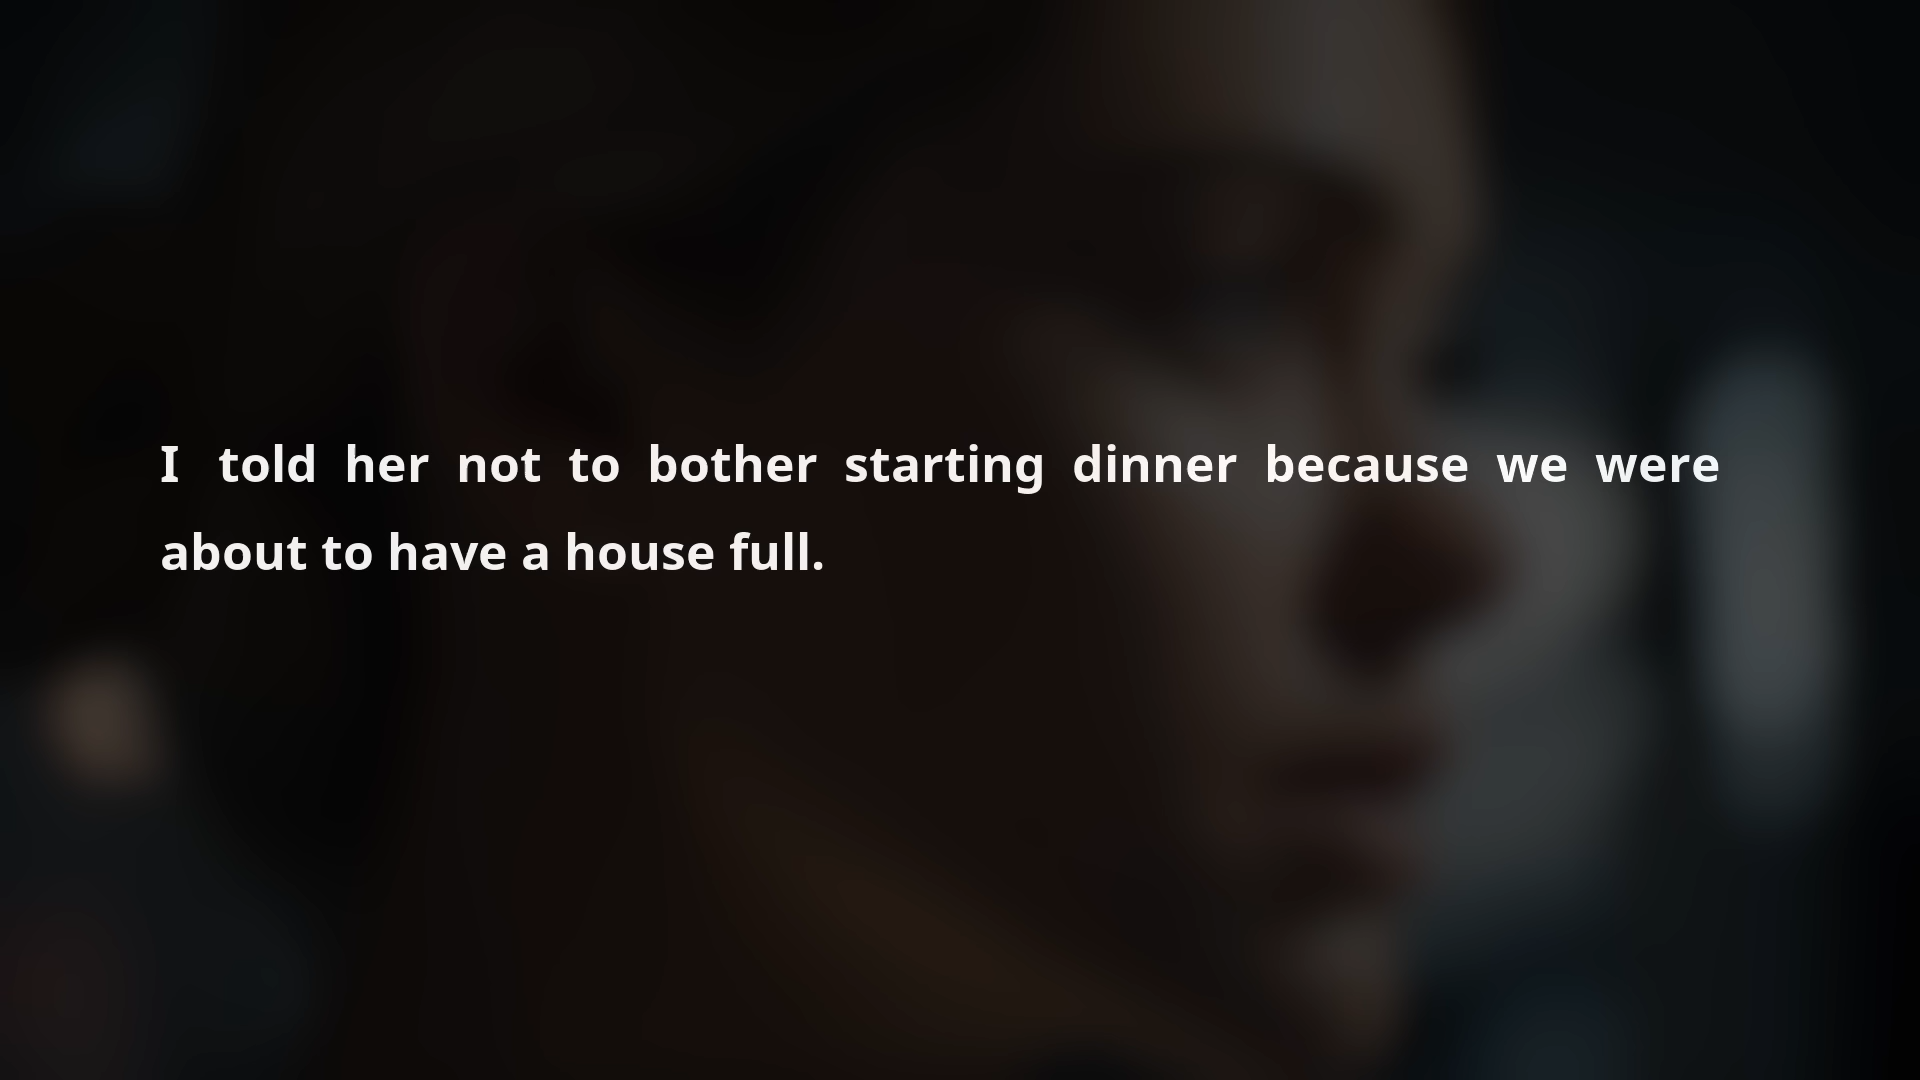 I told her not to bother starting dinner because we were
about to have a house full.